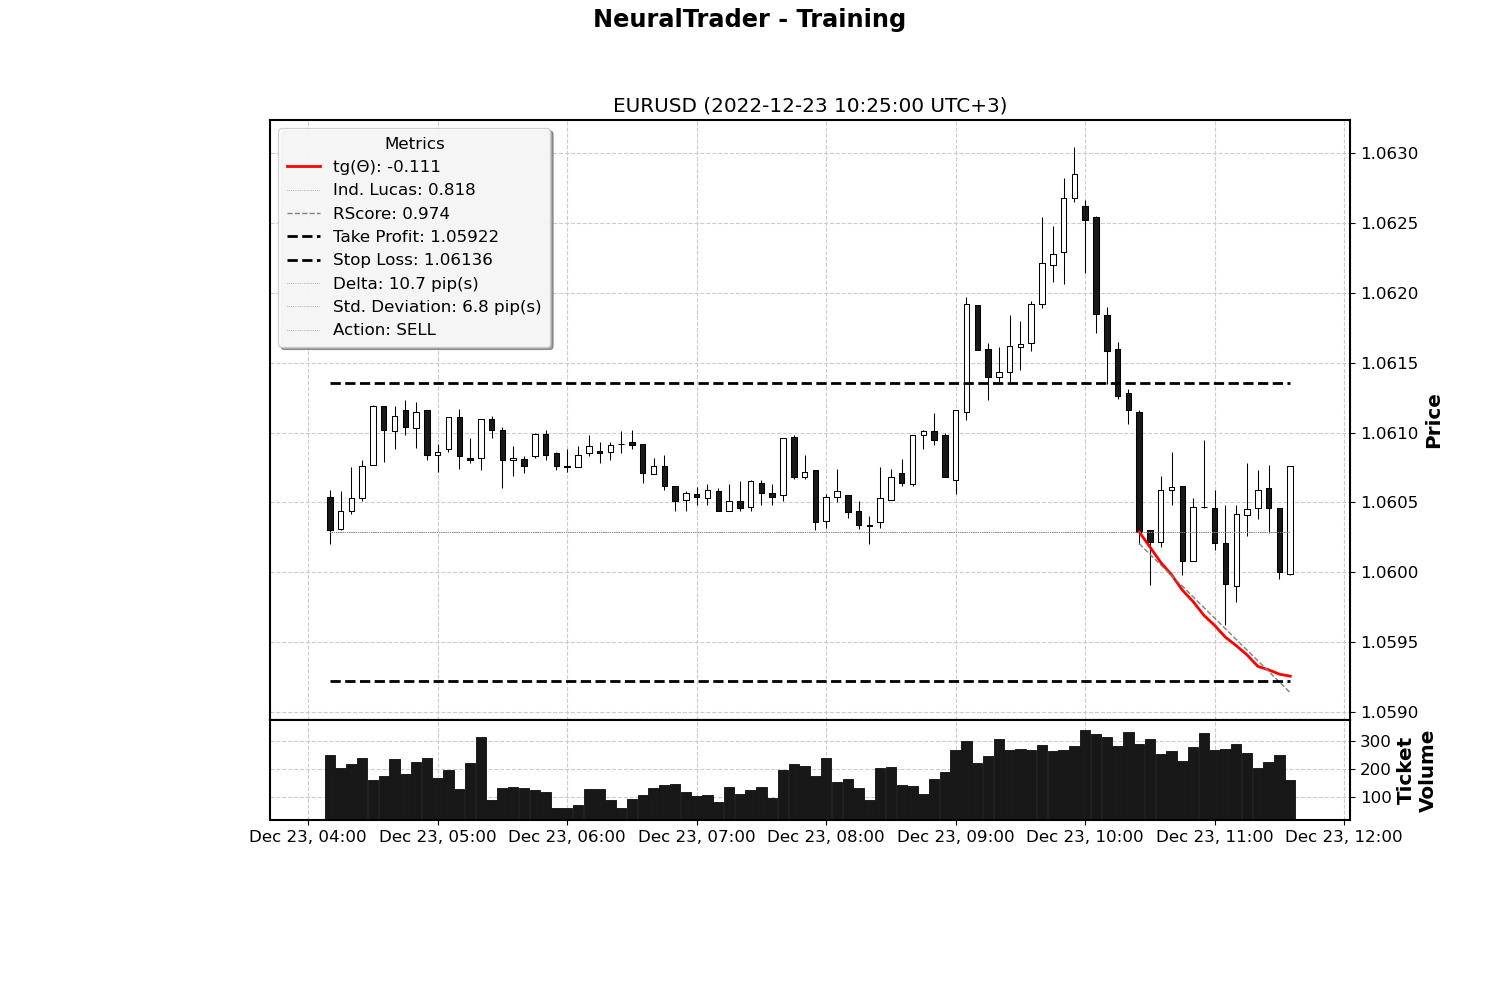 NeuralTrader - Training
EURUSD (2022-12-23 10:25:00 UTC+3)
Metrics
tg(Θ): -0.111
Ind. Lucas: 0.818
RScore: 0.974
Take Profit: 1.05922
Stop Loss: 1.06136
Delta: 10.7 pip(s)
Std. Deviation: 6.8 pip(s)
Action: SELL
1.0630
1.0625
1.0620
1.0615
1.0610
1.0605
1.0600
1.0595
1.0590
Price
300
200
100
Ticket
Volume
Dec 23, 04:00 Dec 23, 05:00 Dec 23, 06:00 Dec 23, 07:00 Dec 23, 08:00 Dec 23, 09:00 Dec 23, 10:00 Dec 23, 11:00 Dec 23, 12:00